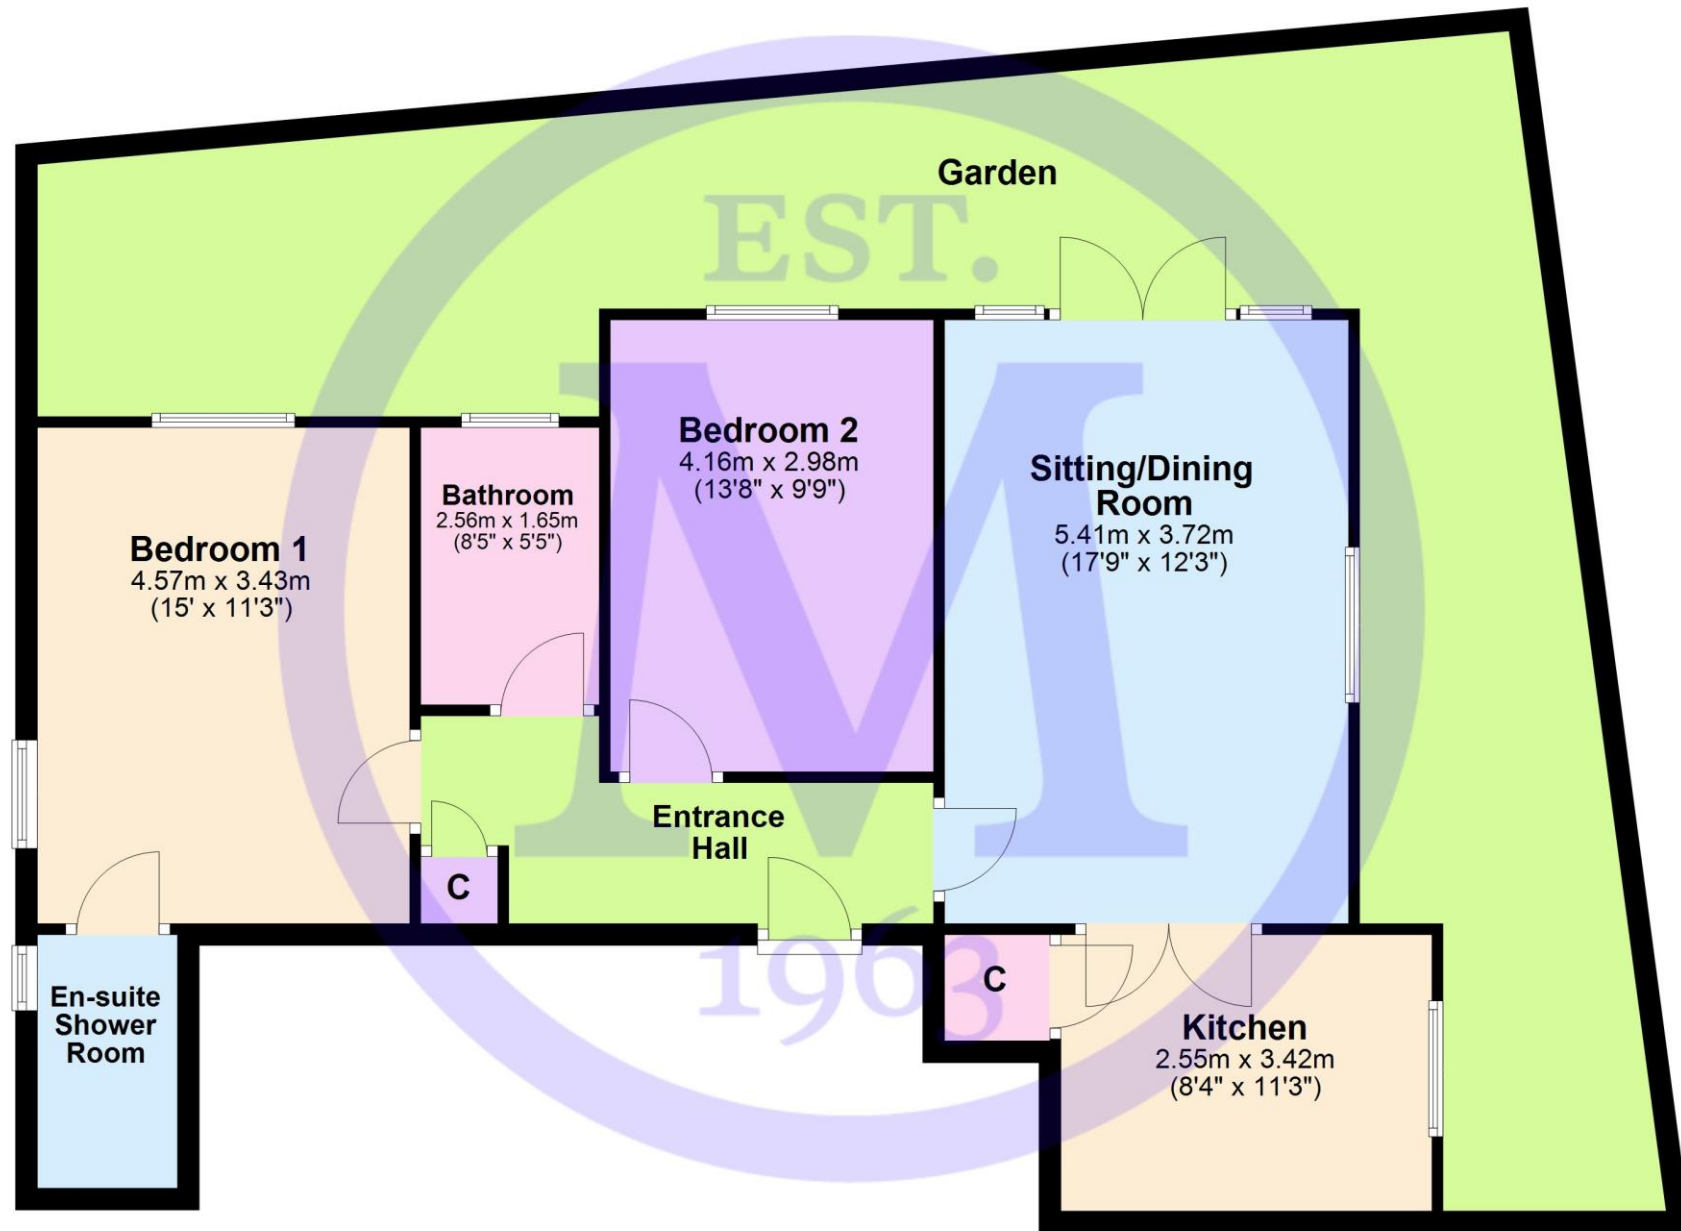 EST.
1963
M
Garden
Bedroom 1
4.57m x 3.43m
(15' x 11'3")
Bathroom
2.56m x 1.65m
(8'5" x 5'5")
Bedroom 2
4.16m x 2.98m
(13'8" x 9'9")
Sitting/Dining
Room
5.41m x 3.72m
(17'9" x 12'3")
Entrance
Hall
C
C
En-suite
Shower
Room
Kitchen
2.55m x 3.42m
(8'4" x 11'3")